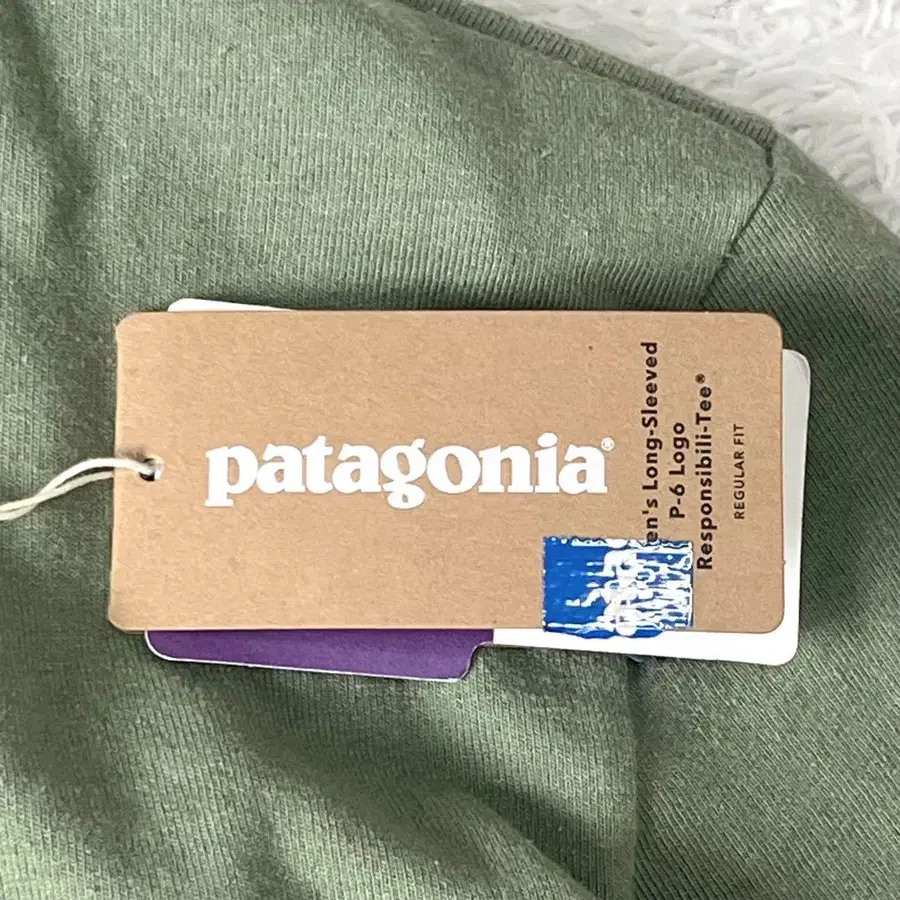 patagonia®
en's Long-Sleeved
P-6 Logo
Responsibili-Tee®
REGULAR FIT